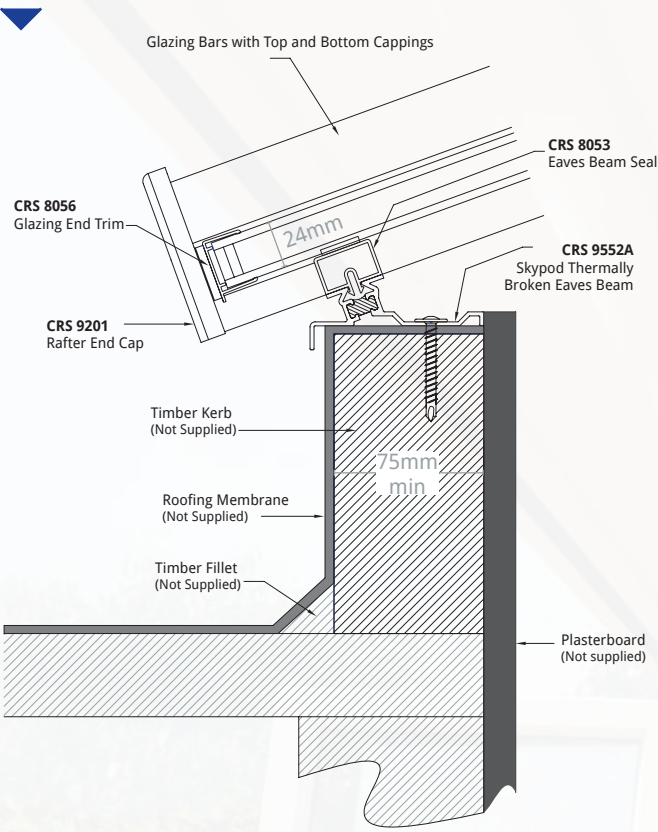 Glazing Bars with Top and Bottom Cappings
CRS 8053
Eaves Beam Seal
CRS 8056
Glazing End Trim
24mm
CRS 9552A
Skypod Thermally
Broken Eaves Beam
CRS 9201
Rafter End Cap
Timber Kerb
(Not Supplied)
75mm
min
Roofing Membrane
(Not Supplied)
Timber Fillet
(Not Supplied)
Plasterboard
(Not supplied)